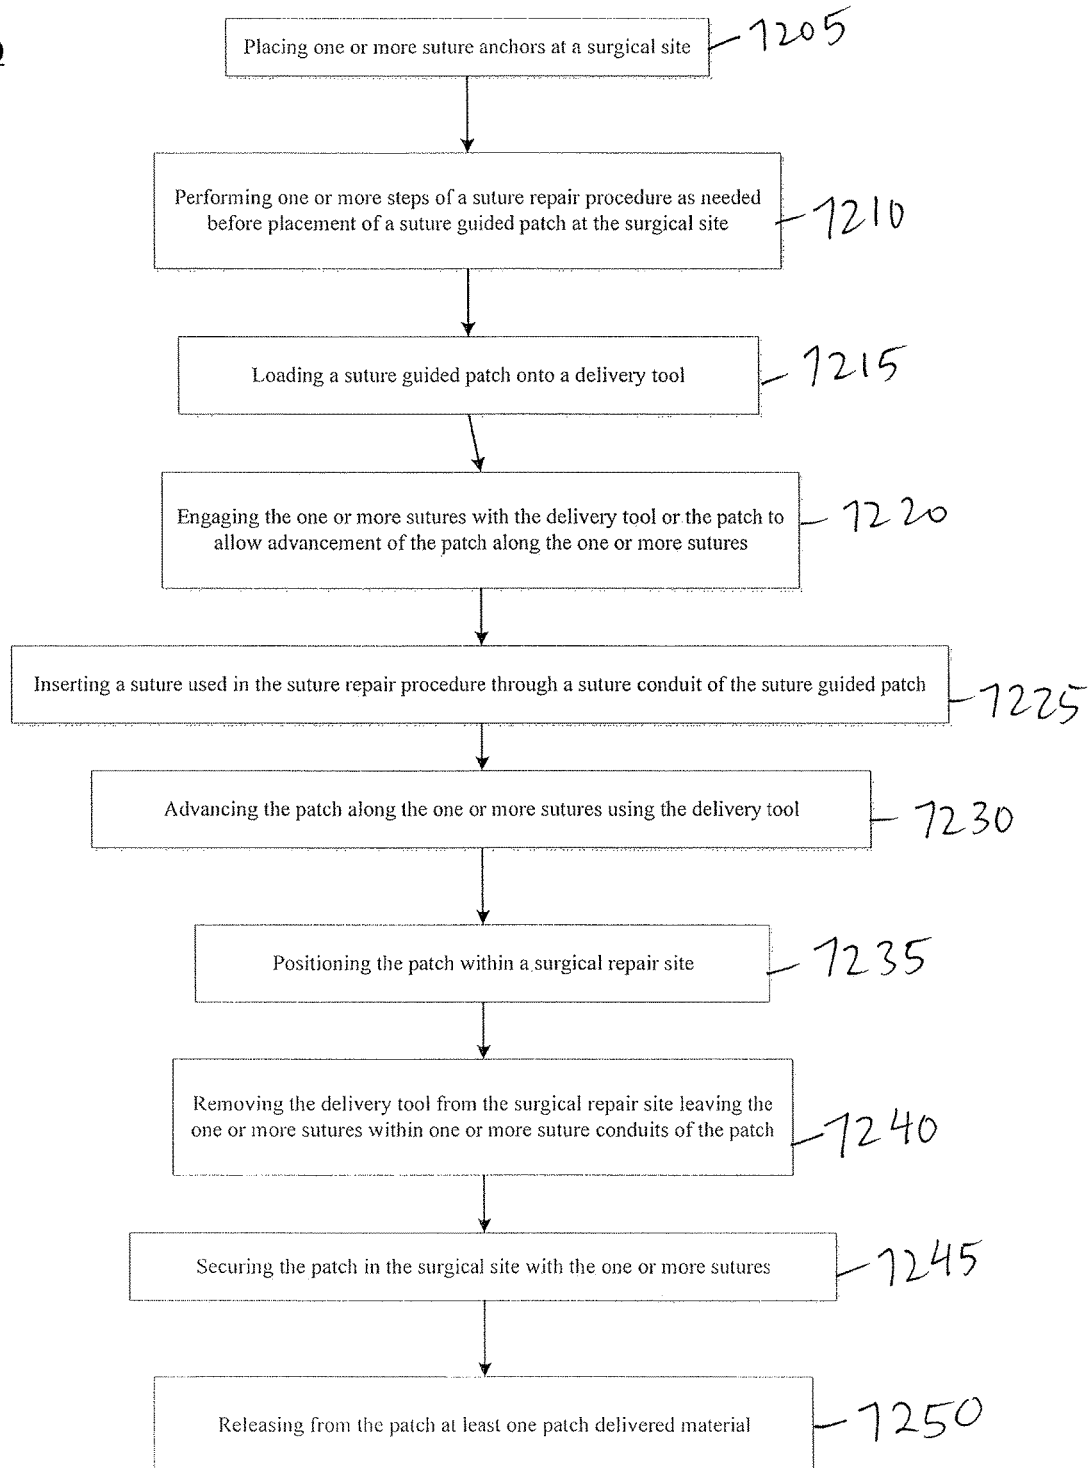 Placing one or more suture anchors at a surgical site
1205
Performing one or more steps of a suture repair procedure as needed
before placement of a suture guided patch at the surgical site
1210
Loading a suture guided patch onto a delivery tool
1215
Engaging the one or more sutures with the delivery tool or the patch to
allow advancement of the patch along the one or more sutures
1220
Inserting a suture used in the suture repair procedure through a suture conduit of the suture guided patch
1225
Advancing the patch along the one or more sutures using the delivery tool
1230
Positioning the patch within a surgical repair site
1235
Removing the delivery tool from the surgical repair site leaving the
one or more sutures within one or more suture conduits of the patch
1240
Securing the patch in the surgical site with the one or more sutures
1245
Releasing from the patch at least one patch delivered material
1250